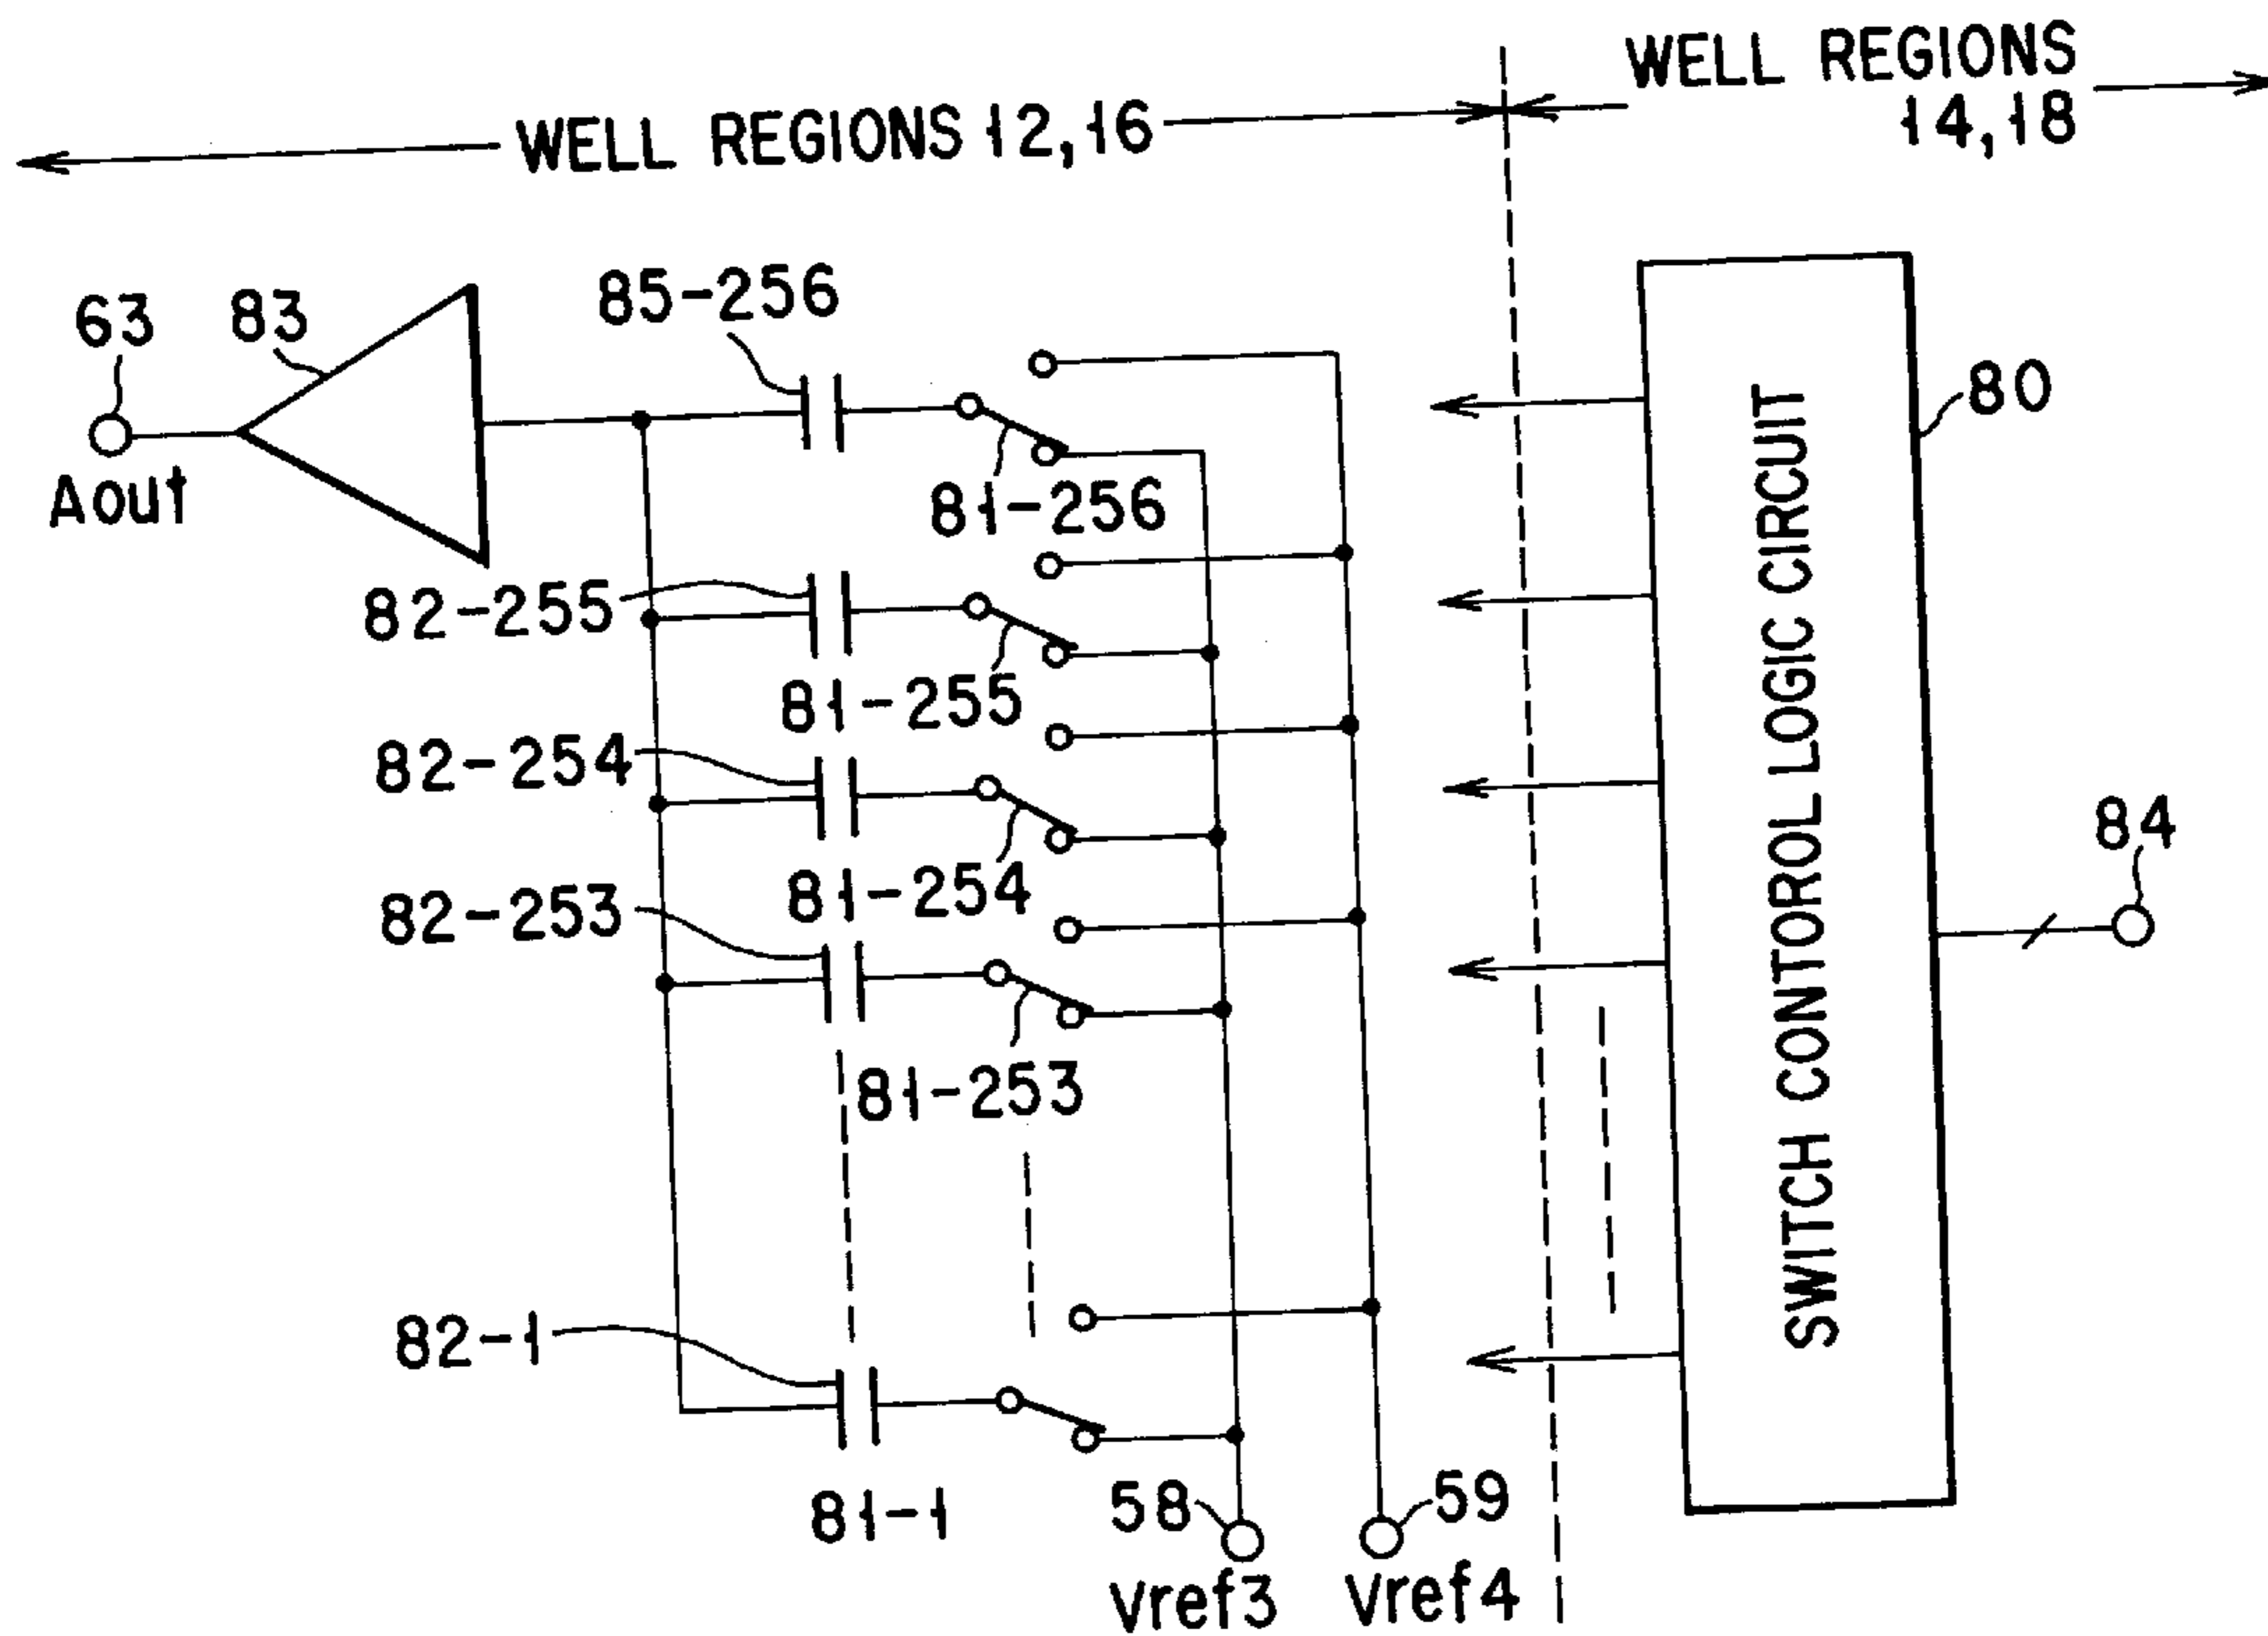 WELL REGIONS 12,16
WELL REGIONS
14,18
63
83
85-256
Aout
81-256
80
82-255
81-255
82-254
81-254
82-253
81-253
SWITCH CONTOROL LOGIC CIRCUIT
84
82-1
81-1
58
59
Vref3
Vref4